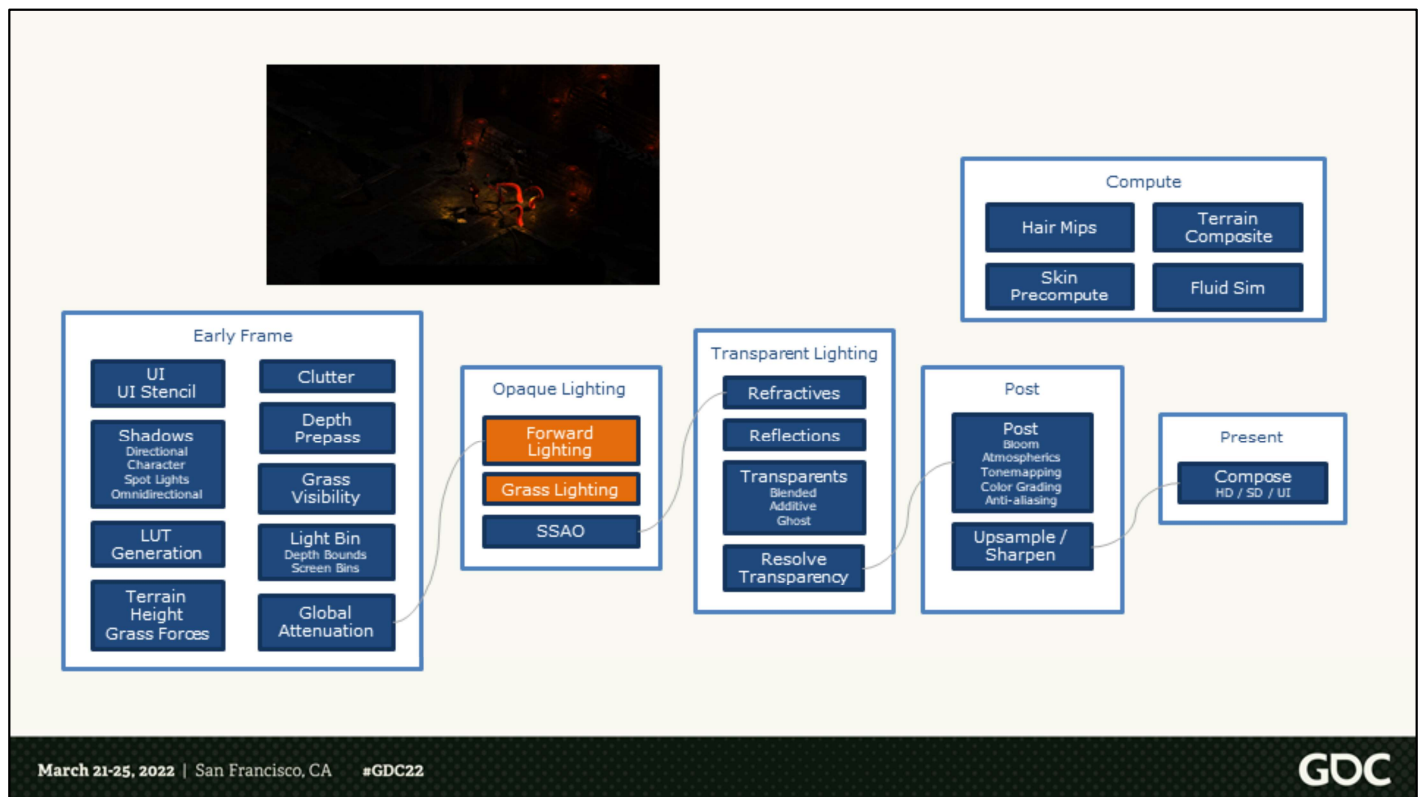 Compute
Hair Mips
Terrain
Composite
Skin
Precompute
Fluid Sim
Early Frame
UI
UI Stencil
Shadows
Directional
Character
Spot Lights
Omnidirectional
LUT
Generation
Terrain
Height
Grass Forces
Clutter
Depth
Prepass
Grass
Visibility
Light Bin
Depth Bounds
Screen Bins
Global
Attenuation
Opaque Lighting
Forward
Lighting
Grass Lighting
SSAO
Transparent Lighting
Refractives
Reflections
Transparents
Blended
Additive
Ghost
Resolve
Transparency
Post
Post
Bloom
Atmospherics
Tonemapping
Color Grading
Anti-aliasing
Upsample /
Sharpen
Present
Compose
HD / SD / UI
March 21-25, 2022 | San Francisco, CA #GDC22
GDC